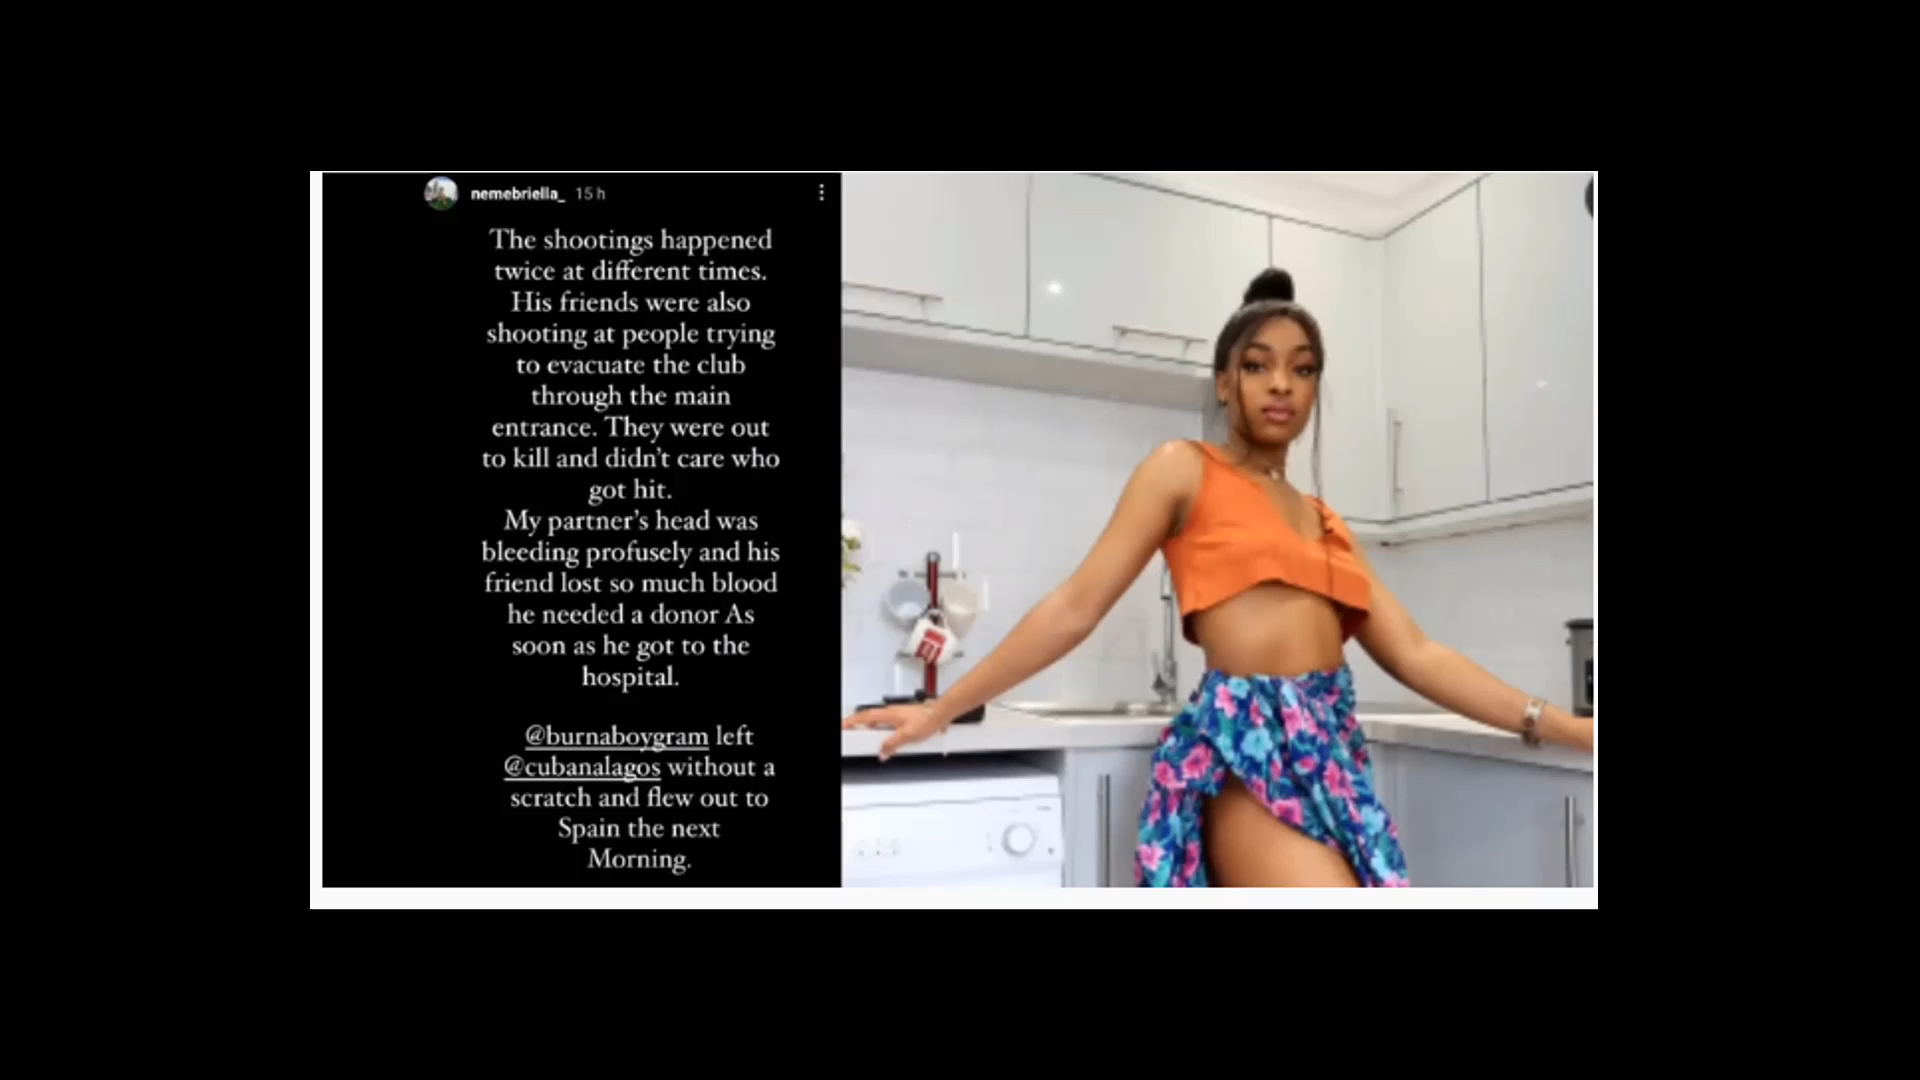 nemebriella_ 15 h
The shootings happened
twice at different times.
His friends were also
shooting at people trying
to evacuate the club
through the main
entrance. They were out
to kill and didn't care who
got hit.
My partner's head was
bleeding profusely and his
friend lost so much blood
he needed a donor As
soon as he got to the
hospital.
@burnaboygram left
@cubanalagos without a
scratch and flew out to
Spain the next
Morning.